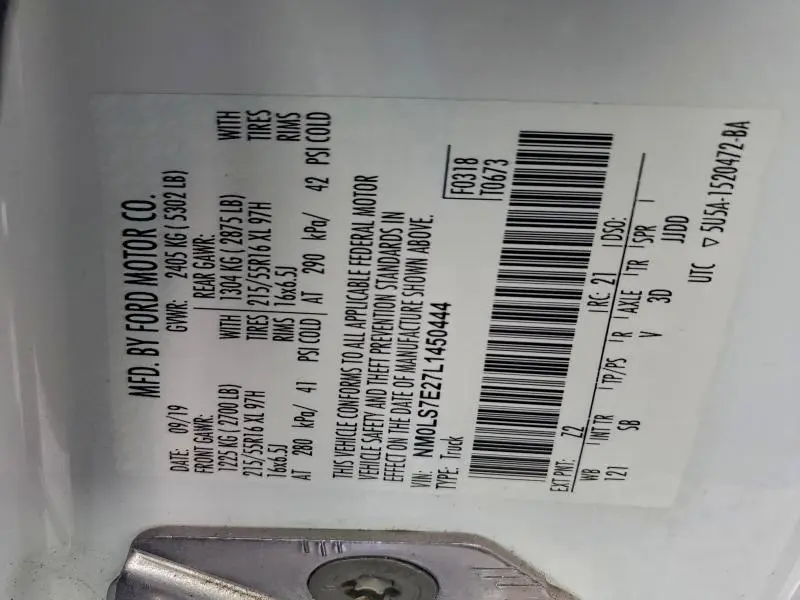 MFD. BY FORD MOTOR CO.
DATE: 09/19 GVWR: 2405 KG ( 5302 LB)
FRONT GAWR: REAR GAWR:
1225 KG ( 2700 LB) WITH 1304 KG ( 2875 LB) WITH
215/55R16 XL 97H TIRES 215/55R16 XL 97H TIRES
16x6.5J RIMS 16x6.5J RIMS
AT 280 kPa/ 41 PSI COLD AT 290 kPa/ 42 PSI COLD
THIS VEHICLE CONFORMS TO ALL APPLICABLE FEDERAL MOTOR
VEHICLE SAFETY AND THEFT PREVENTION STANDARDS IN
EFFECT ON THE DATE OF MANUFACTURE SHOWN ABOVE.
VIN: NM0LS7E27L1450444
TYPE: Truck
F0318
T0673
EXT PNT: Z2 RC: 21 DSO:
WB INT TR TP/PS R AXLE TR SPR
121 SB V 3D JJDD
UTC ▽ 5U5A-1520472-BA